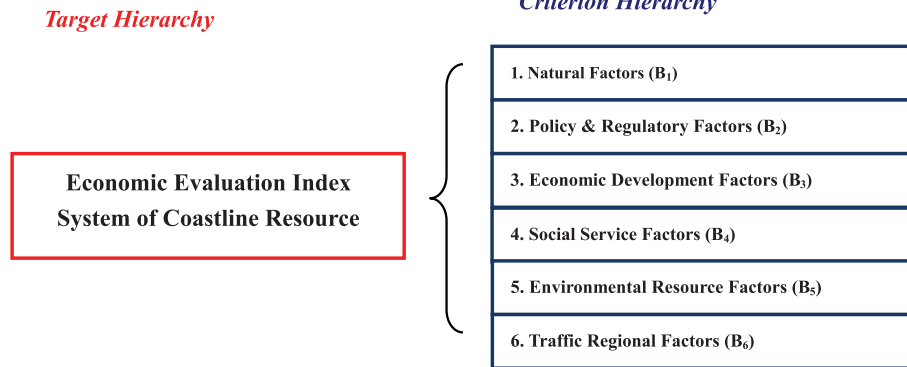 Target Hierarchy
Criterion Hierarchy
Economic Evaluation Index
System of Coastline Resource
1. Natural Factors (B₁)
2. Policy & Regulatory Factors (B₂)
3. Economic Development Factors (B₃)
4. Social Service Factors (B₄)
5. Environmental Resource Factors (B₅)
6. Traffic Regional Factors (B₆)